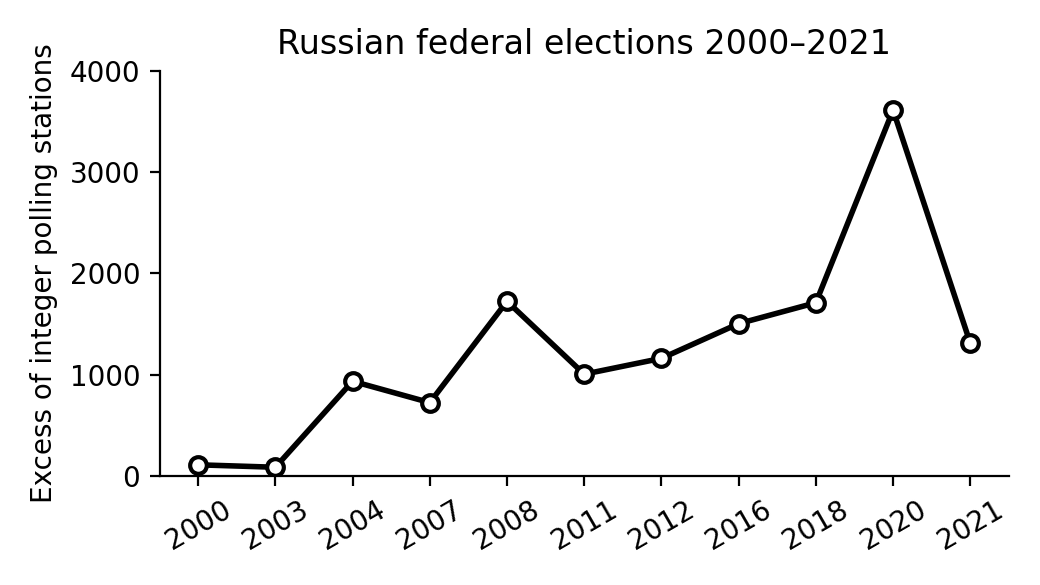 Russian federal elections 2000–2021
Excess of integer polling stations
4000
3000
2000
1000
0
2000 2003 2004 2007 2008 2011 2012 2016 2018 2020 2021